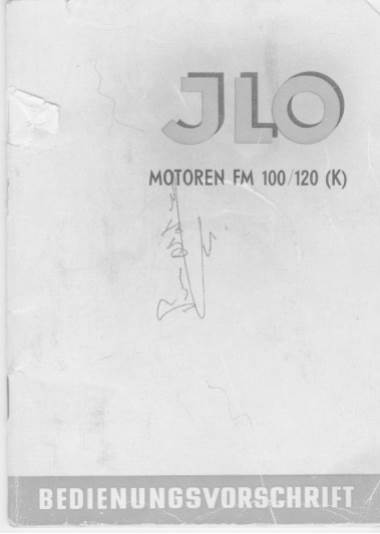 JLO
MOTOREN FM 100/120 (K)
BEDIENUNGSVORSCHRIFT